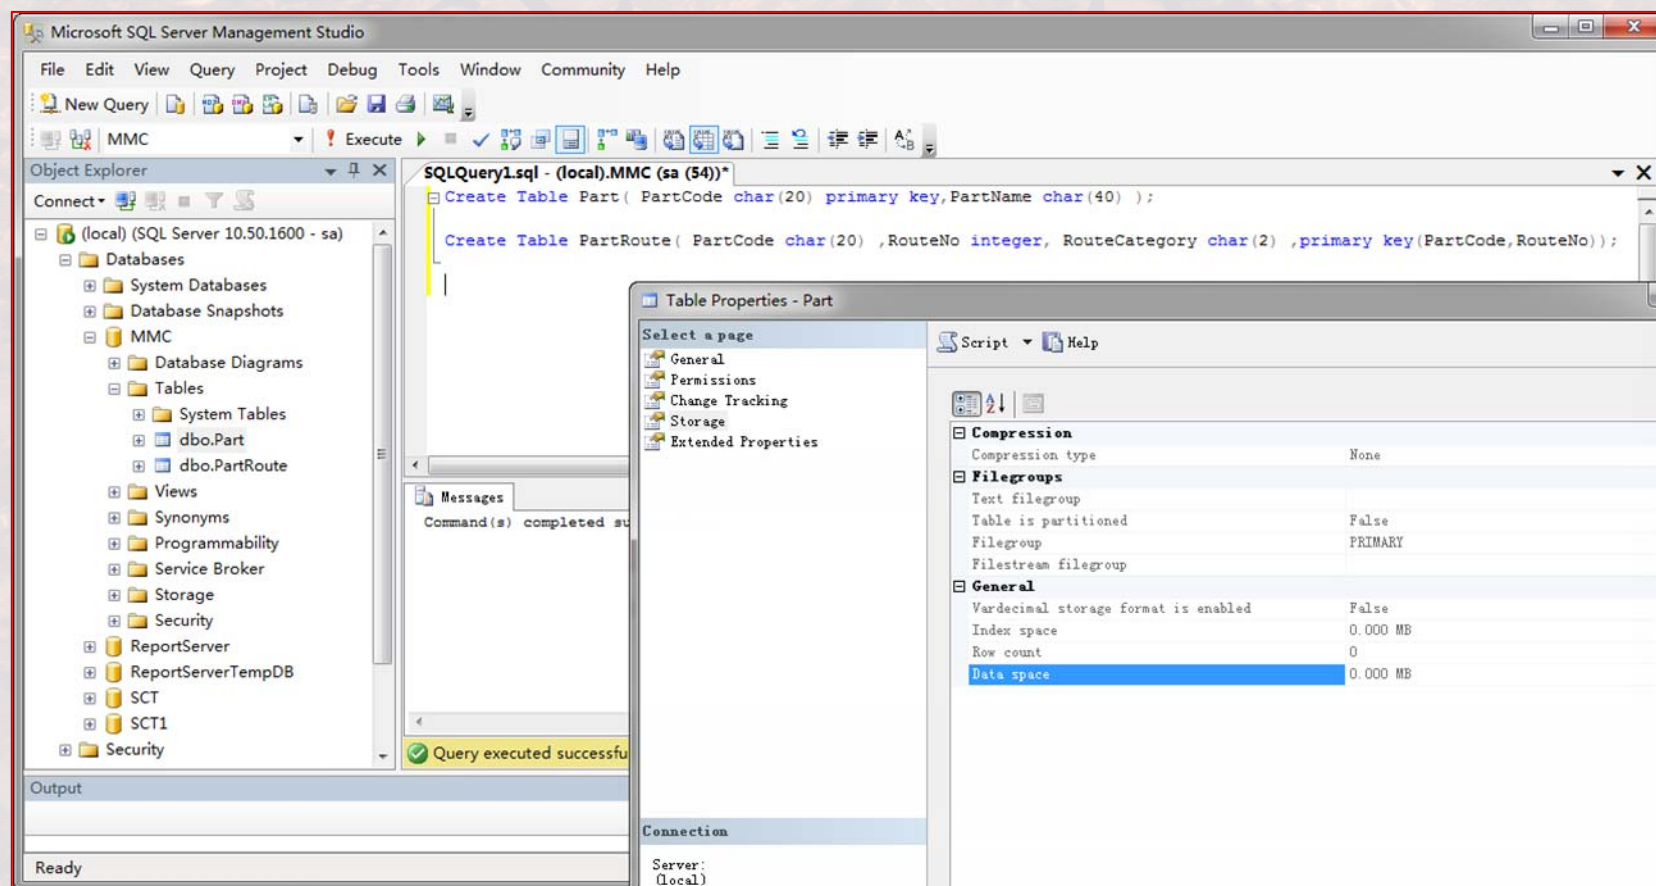 Microsoft SQL Server Management Studio
File Edit View Query Project Debug Tools Window Community Help
New Query
MMC Execute
Object Explorer
SQLQuery1.sql - (local).MMC (sa (54))*
Connect
Create Table Part( PartCode char(20) primary key,PartName char(40) );
Create Table PartRoute( PartCode char(20) ,RouteNo integer, RouteCategory char(2) ,primary key(PartCode,RouteNo));
(local) (SQL Server 10.50.1600 - sa)
Databases
System Databases
Database Snapshots
MMC
Database Diagrams
Tables
System Tables
dbo.Part
dbo.PartRoute
Views
Synonyms
Programmability
Service Broker
Storage
Security
ReportServer
ReportServerTempDB
SCT
SCT1
Security
Messages
Command(s) completed su
Query executed successfu
Output
Ready
Table Properties - Part
Select a page
General
Permissions
Change Tracking
Storage
Extended Properties
Connection
Server:
(local)
Script Help
Compression
Compression type None
Filegroups
Text filegroup
Table is partitioned False
Filegroup PRIMARY
Filestream filegroup
General
Vardecimal storage format is enabled False
Index space 0.000 MB
Row count 0
Data space 0.000 MB